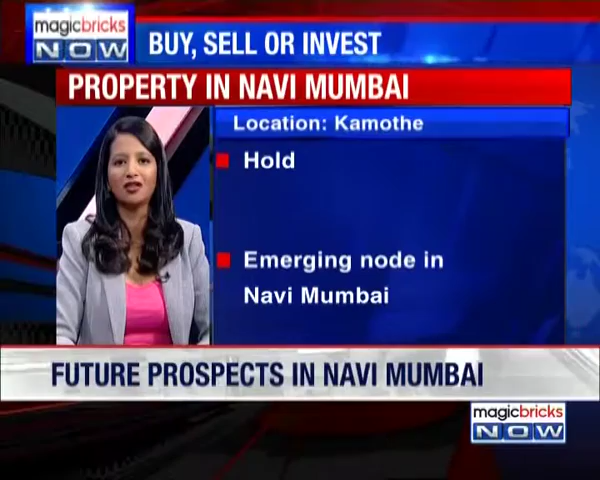 magicbricks
NOW
BUY, SELL OR INVEST
PROPERTY IN NAVI MUMBAI
Location: Kamothe
Hold
Emerging node in
Navi Mumbai
FUTURE PROSPECTS IN NAVI MUMBAI
magicbricks
NOW